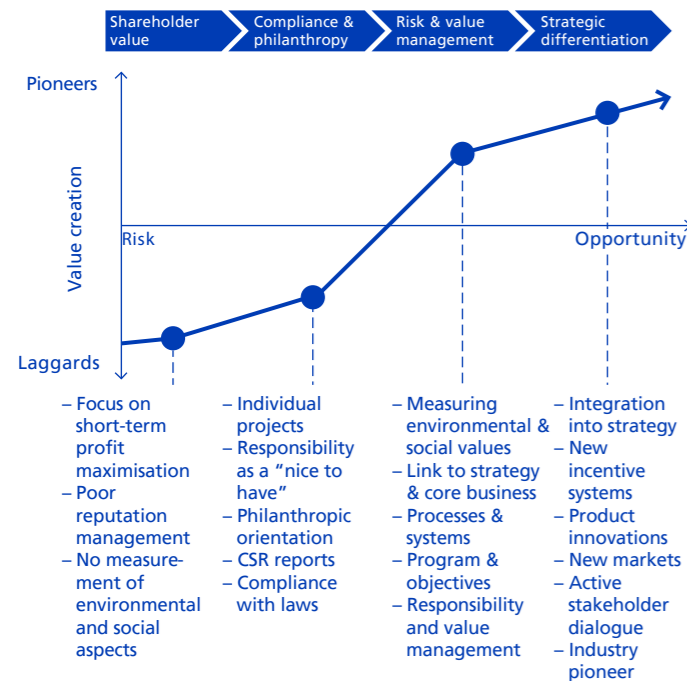 Shareholder
value
Compliance &
philanthropy
Risk & value
management
Strategic
differentiation
Pioneers
Value creation
Risk
Opportunity
Laggards
– Focus on
short-term
profit
maximisation
– Poor
reputation
management
– No measure-
ment of
environmental
and social
aspects
– Individual
projects
– Responsibility
as a “nice to
have”
– Philanthropic
orientation
– CSR reports
– Compliance
with laws
– Measuring
environmental &
social values
– Link to strategy
& core business
– Processes &
systems
– Program &
objectives
– Responsibility
and value
management
– Integration
into strategy
– New
incentive
systems
– Product
innovations
– New markets
– Active
stakeholder
dialogue
– Industry
pioneer